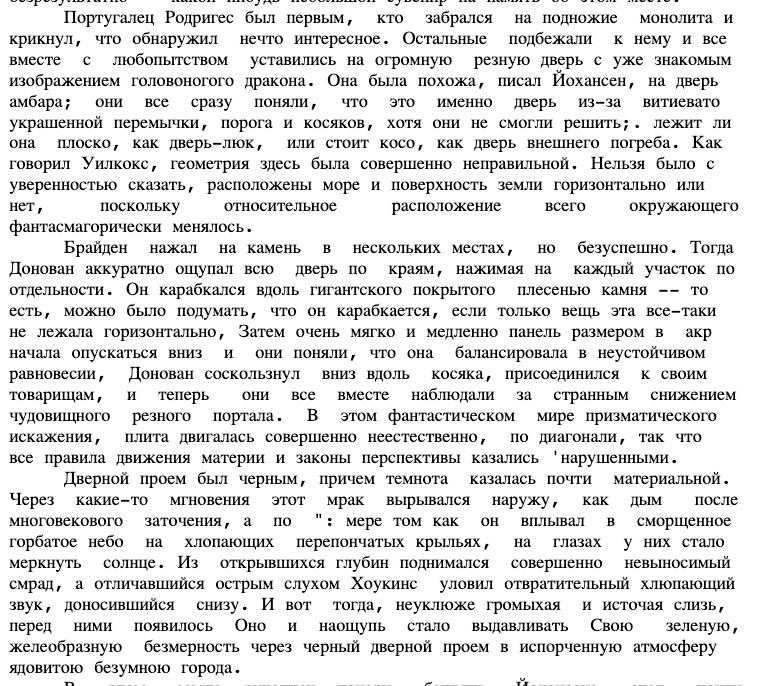 безрезультатно какой-нибудь небольшой сувенир на память об этом месте.
Португалец Родригес был первым, кто забрался на подножие монолита и
крикнул, что обнаружил нечто интересное. Остальные подбежали к нему и все
вместе с любопытством уставились на огромную резную дверь с уже знакомым
изображением головоногого дракона. Она была похожа, писал Йохансен, на дверь
амбара; они все сразу поняли, что это именно дверь из-за витиевато
украшенной перемычки, порога и косяков, хотя они не смогли решить;. лежит ли
она плоско, как дверь-люк, или стоит косо, как дверь внешнего погреба. Как
говорил Уилкокс, геометрия здесь была совершенно неправильной. Нельзя было с
уверенностью сказать, расположены море и поверхность земли горизонтально или
нет, поскольку относительное расположение всего окружающего
фантасмагорически менялось.
Брайден нажал на камень в нескольких местах, но безуспешно. Тогда
Донован аккуратно ощупал всю дверь по краям, нажимая на каждый участок по
отдельности. Он карабкался вдоль гигантского покрытого плесенью камня -- то
есть, можно было подумать, что он карабкается, если только вещь эта все-таки
не лежала горизонтально, Затем очень мягко и медленно панель размером в акр
начала опускаться вниз и они поняли, что она балансировала в неустойчивом
равновесии, Донован соскользнул вниз вдоль косяка, присоединился к своим
товарищам, и теперь они все вместе наблюдали за странным снижением
чудовищного резного портала. В этом фантастическом мире призматического
искажения, плита двигалась совершенно неестественно, по диагонали, так что
все правила движения материи и законы перспективы казались 'нарушенными.
Дверной проем был черным, причем темнота казалась почти материальной.
Через какие-то мгновения этот мрак вырывался наружу, как дым после
многовекового заточения, а по ": мере том как он вплывал в сморщенное
горбатое небо на хлопающих перепончатых крыльях, на глазах у них стало
меркнуть солнце. Из открывшихся глубин поднимался совершенно невыносимый
смрад, а отличавшийся острым слухом Хоукинс уловил отвратительный хлюпающий
звук, доносившийся снизу. И вот тогда, неуклюже громыхая и источая слизь,
перед ними появилось Оно и наощупь стало выдавливать Свою зеленую,
желеобразную безмерность через черный дверной проем в испорченную атмосферу
ядовитою безумною города.